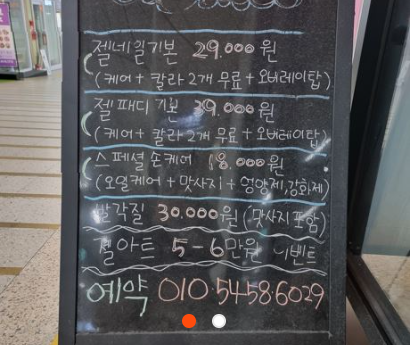 젤네일기본 29.000원
(케어+칼라2개무료+오버레이탑)
젤패디기본 39.000원
(케어+칼라2개무료+오버레이탑)
스페셜손케어 18.000원
(오일케어+맛사지+영양제,강화제)
발각질 30.000원(맛사지포함)
젤아트 5-6만원 이벤트
예약 010.5458.6029